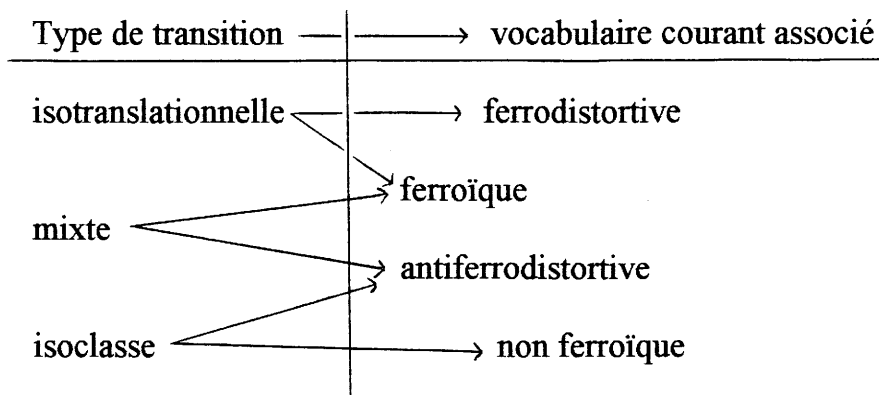 Type de transition vocabulaire courant associé
isotranslationnelle ferrodistortive
ferroïque
mixte
antiferrodistortive
isoclasse non ferroïque